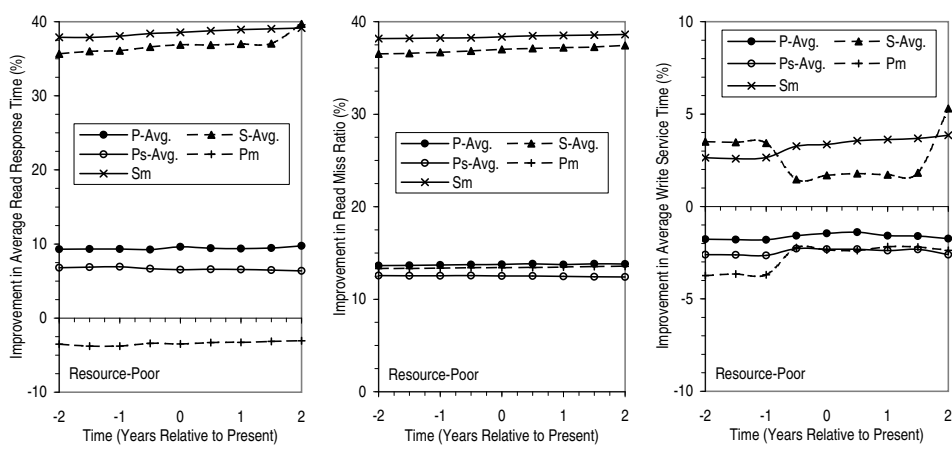 Improvement in Average Read Response Time (%)
40
30
20
10
0
-10
P-Avg.
S-Avg.
Ps-Avg.
Pm
Sm
Resource-Poor
-2
-1
0
1
2
Time (Years Relative to Present)
Improvement in Read Miss Ratio (%)
40
30
20
10
0
P-Avg.
S-Avg.
Ps-Avg.
Pm
Sm
Resource-Poor
-2
-1
0
1
2
Time (Years Relative to Present)
Improvement in Average Write Service Time (%)
10
5
0
-5
-10
P-Avg.
S-Avg.
Ps-Avg.
Pm
Sm
Resource-Poor
-2
-1
0
1
2
Time (Years Relative to Present)